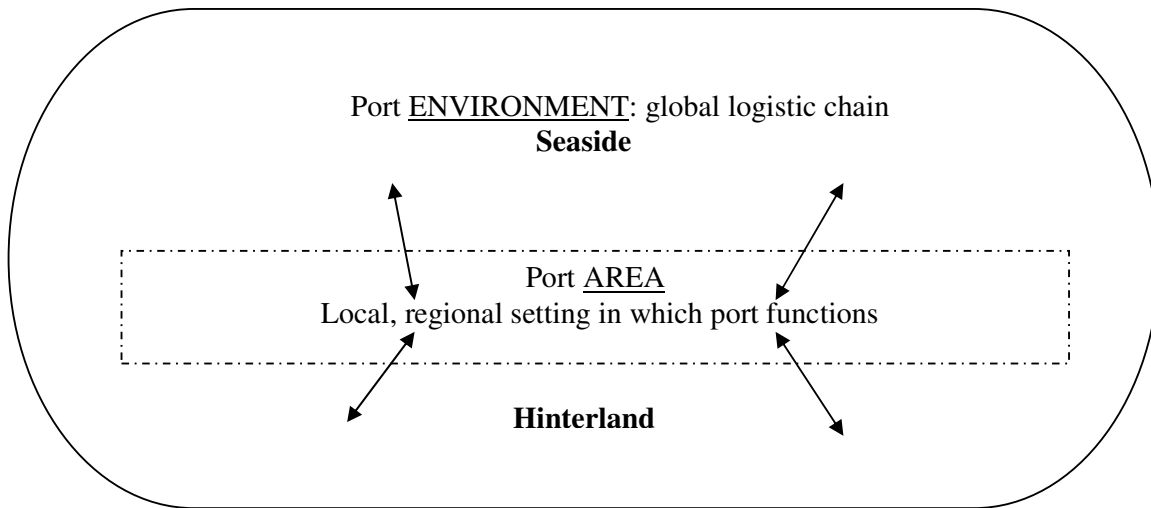 Port ENVIRONMENT: global logistic chain
Seaside
Port AREA
Local, regional setting in which port functions
Hinterland